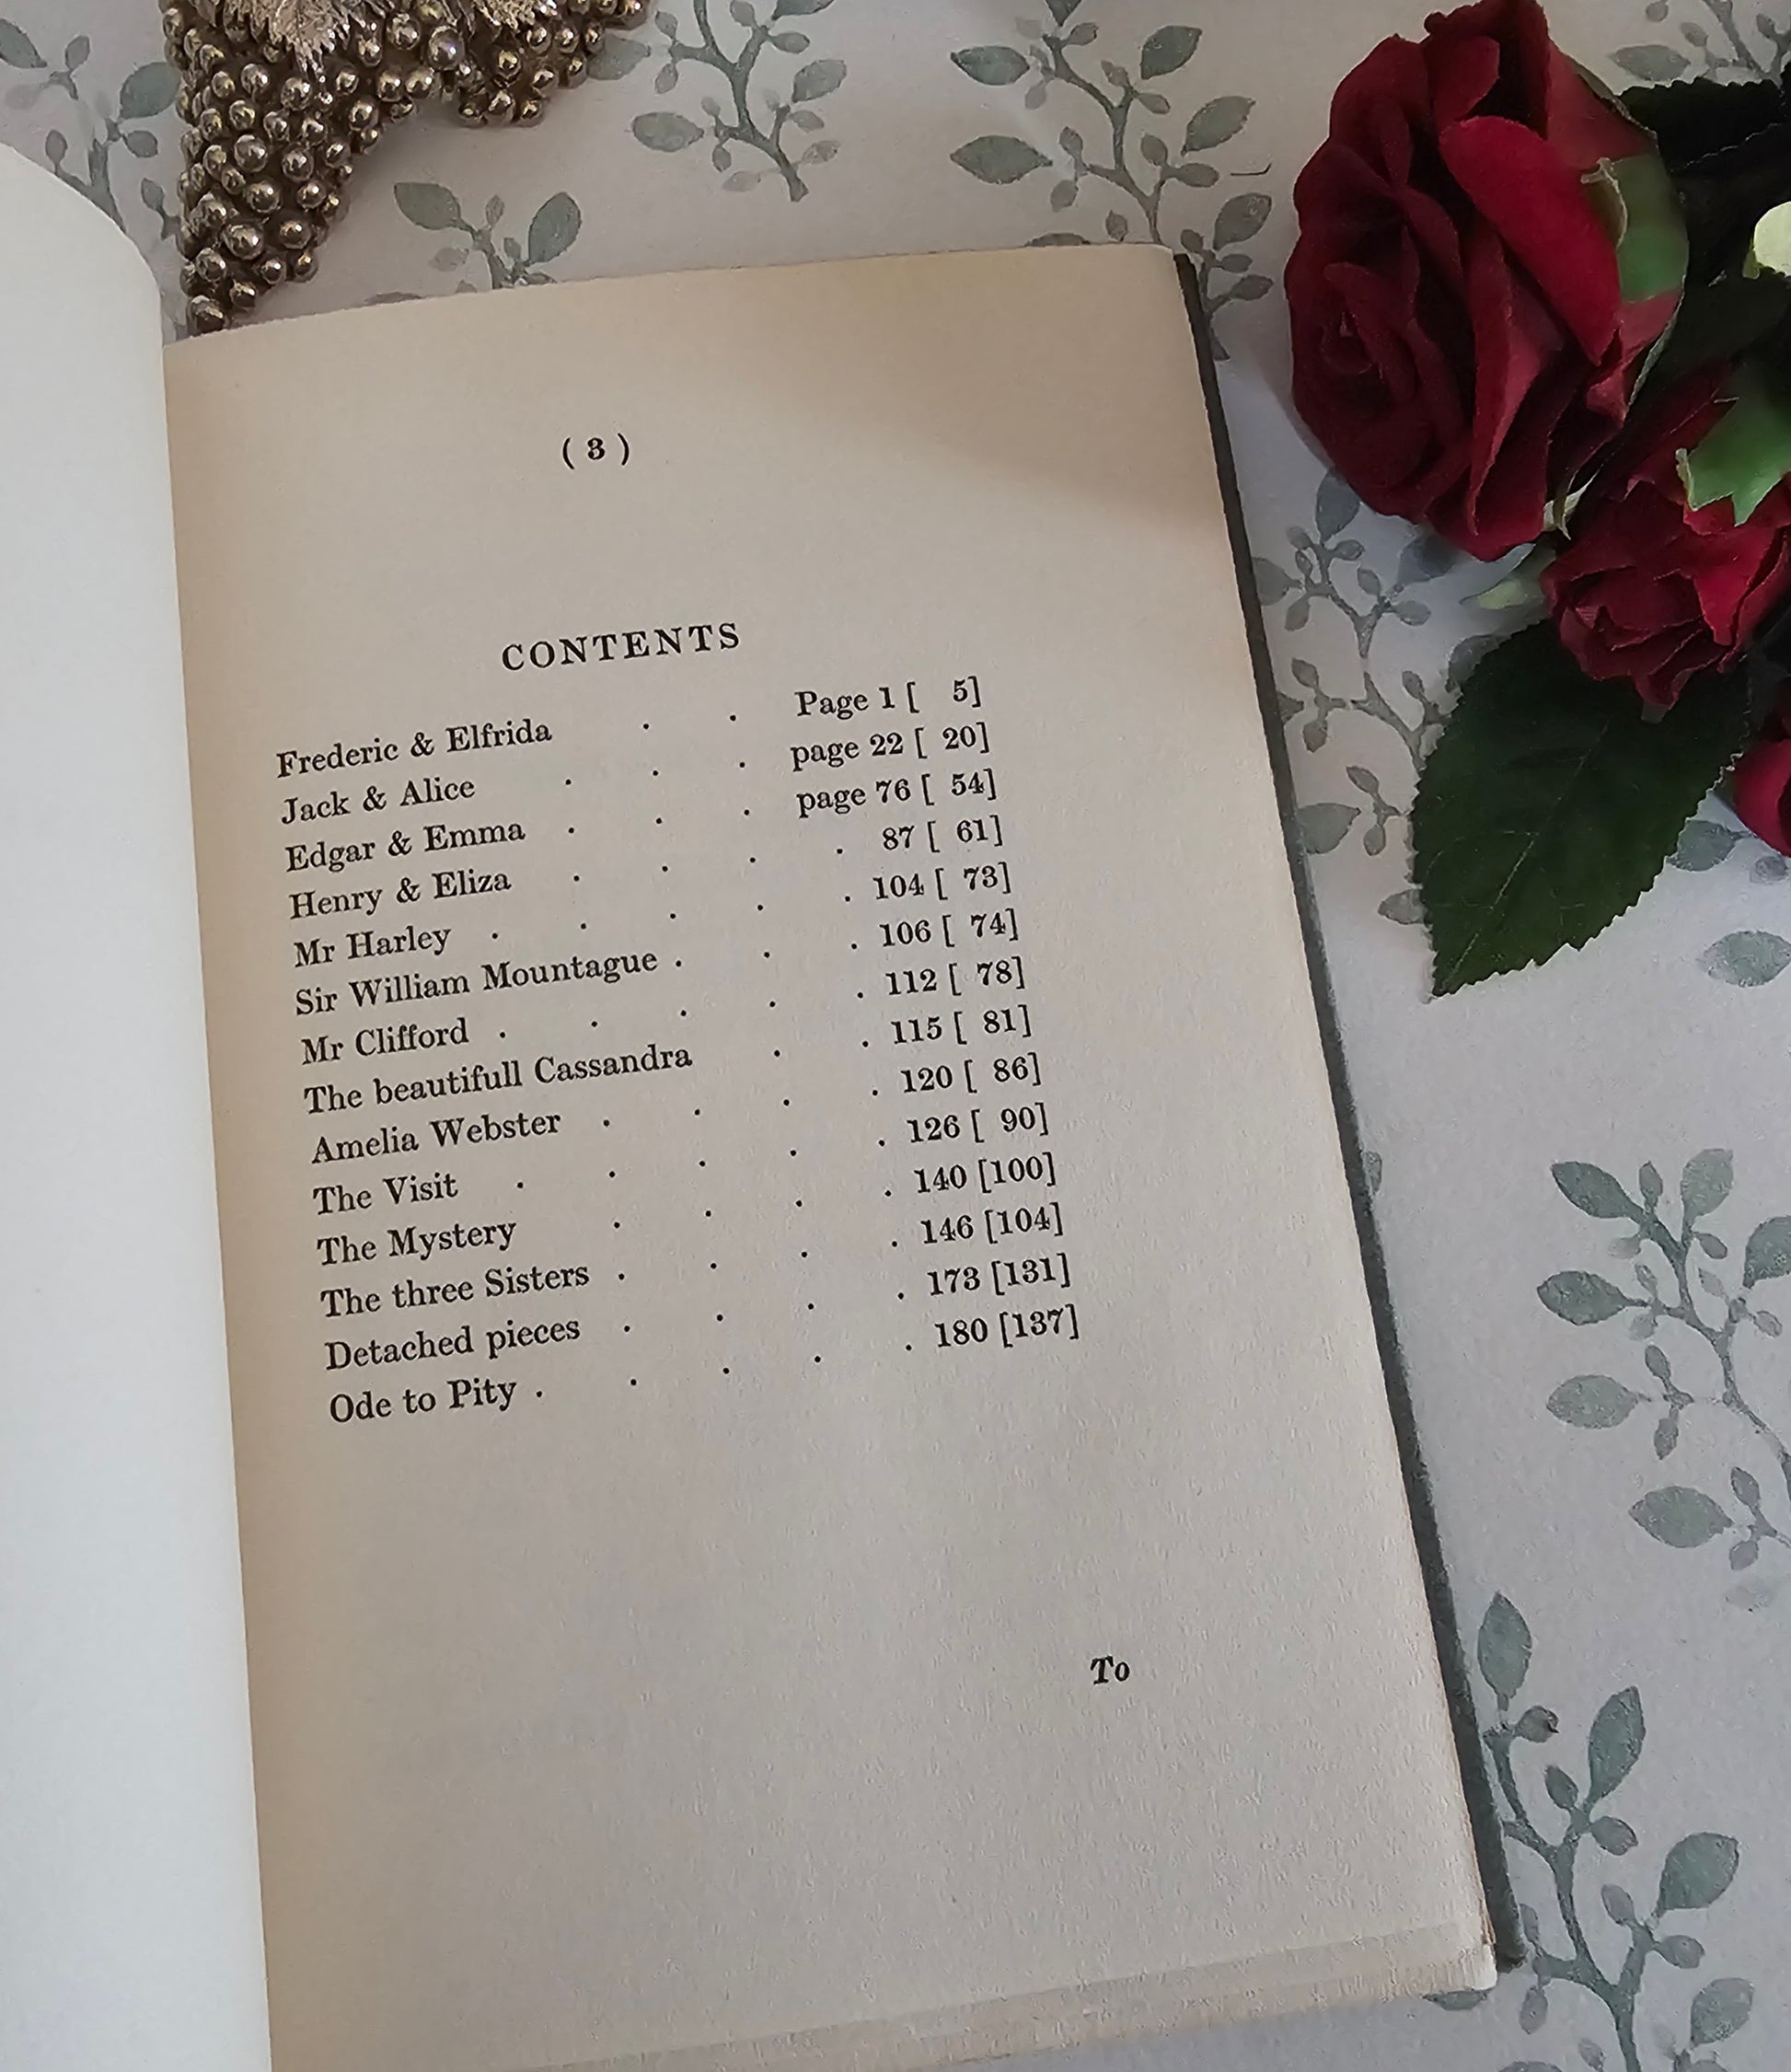 ( 3 )
CONTENTS
Frederic & Elfrida . . Page 1 [ 5]
Jack & Alice . . . page 22 [ 20]
Edgar & Emma . . . page 76 [ 54]
Henry & Eliza . . . . 87 [ 61]
Mr Harley . . . . . 104 [ 73]
Sir William Mountague . . . 106 [ 74]
Mr Clifford . . . . . 112 [ 78]
The beautifull Cassandra . . 115 [ 81]
Amelia Webster . . . . 120 [ 86]
The Visit . . . . . 126 [ 90]
The Mystery . . . . 140 [100]
The three Sisters . . . . 146 [104]
Detached pieces . . . . 173 [131]
Ode to Pity . . . . . 180 [137]
To